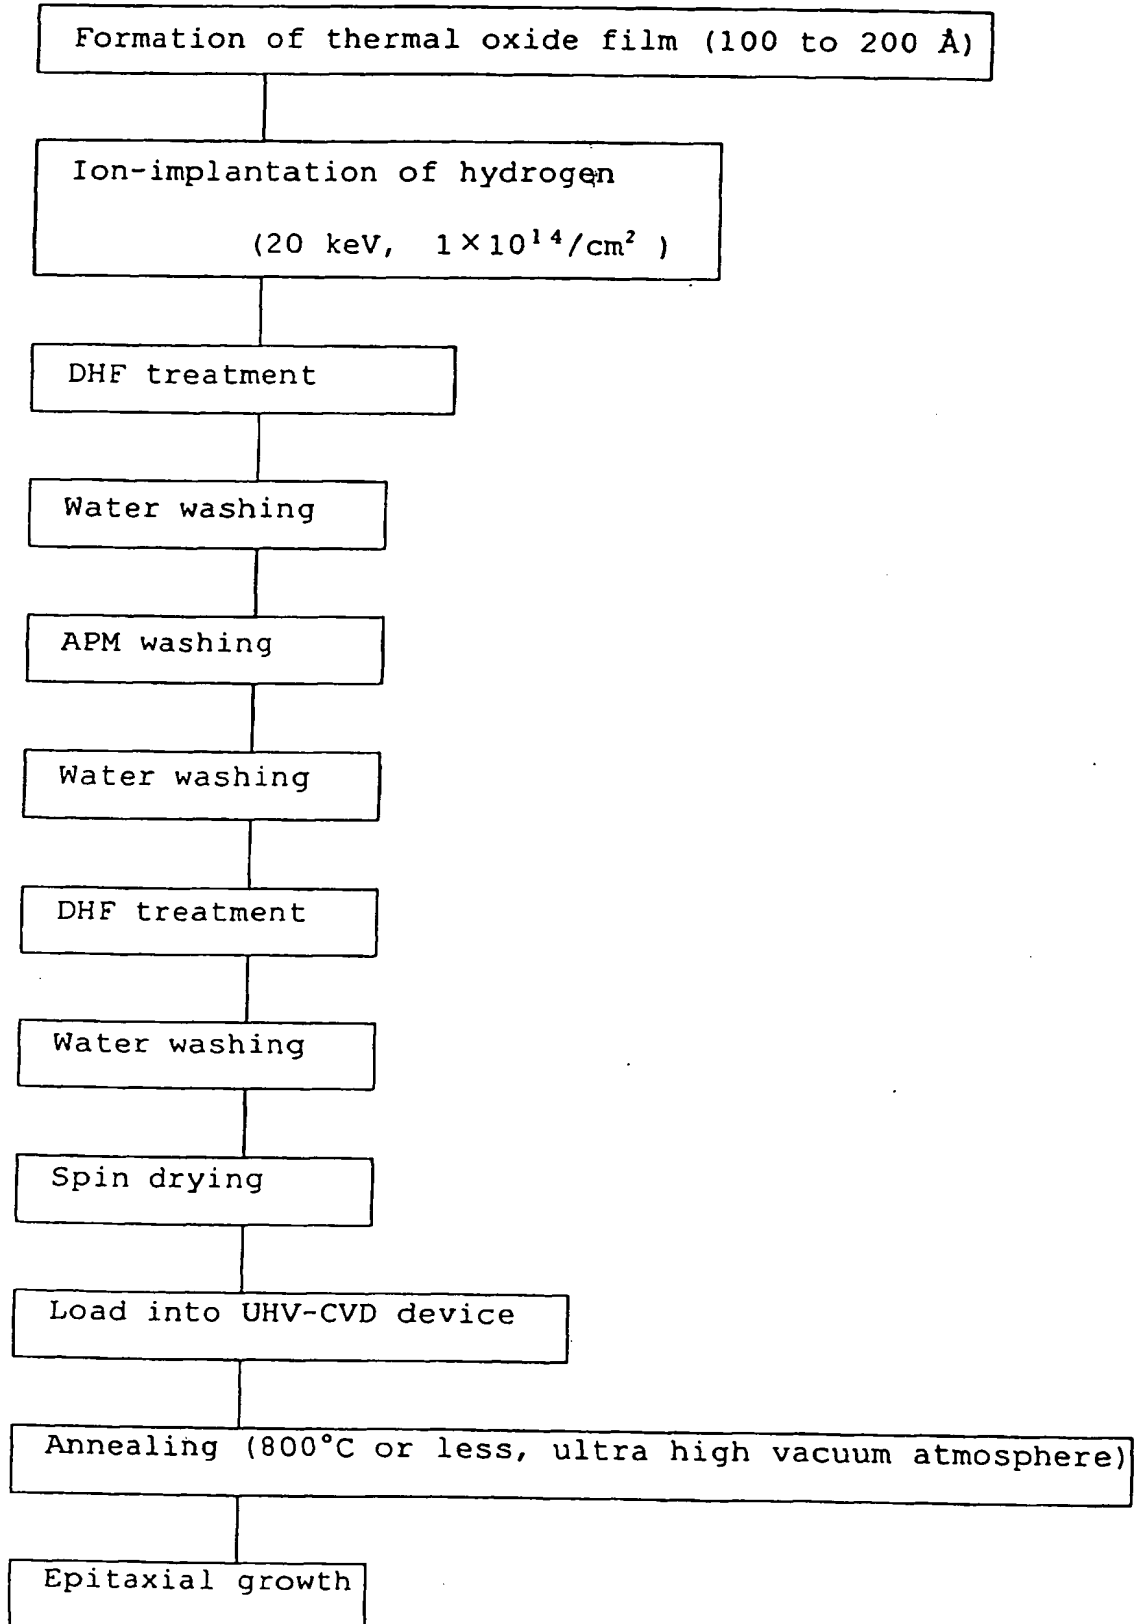 Formation of thermal oxide film (100 to 200 Å)
Ion-implantation of hydrogen
(20 keV, 1×10¹⁴/cm² )
DHF treatment
Water washing
APM washing
Water washing
DHF treatment
Water washing
Spin drying
Load into UHV-CVD device
Annealing (800°C or less, ultra high vacuum atmosphere)
Epitaxial growth